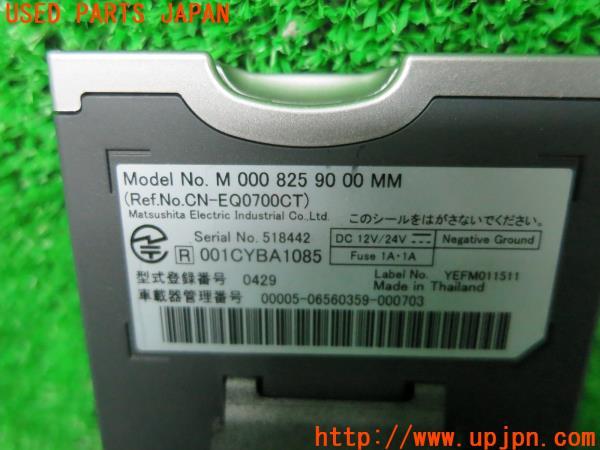 USED PARTS JAPAN
Model No. M 000 825 90 00 MM
(Ref.No.CN-EQ0700CT)
Matsushita Electric Industrial Co.,Ltd.
このシールをはがさないでください
Serial No. 518442
DC 12V/24V ⎓ Negative Ground
R 001CYBA1085
Fuse 1A・1A
型式登録番号 0429
Label No. YEFM011511
Made in Thailand
車載器管理番号 00005-06560359-000703
パーツ
www.upjpn.com